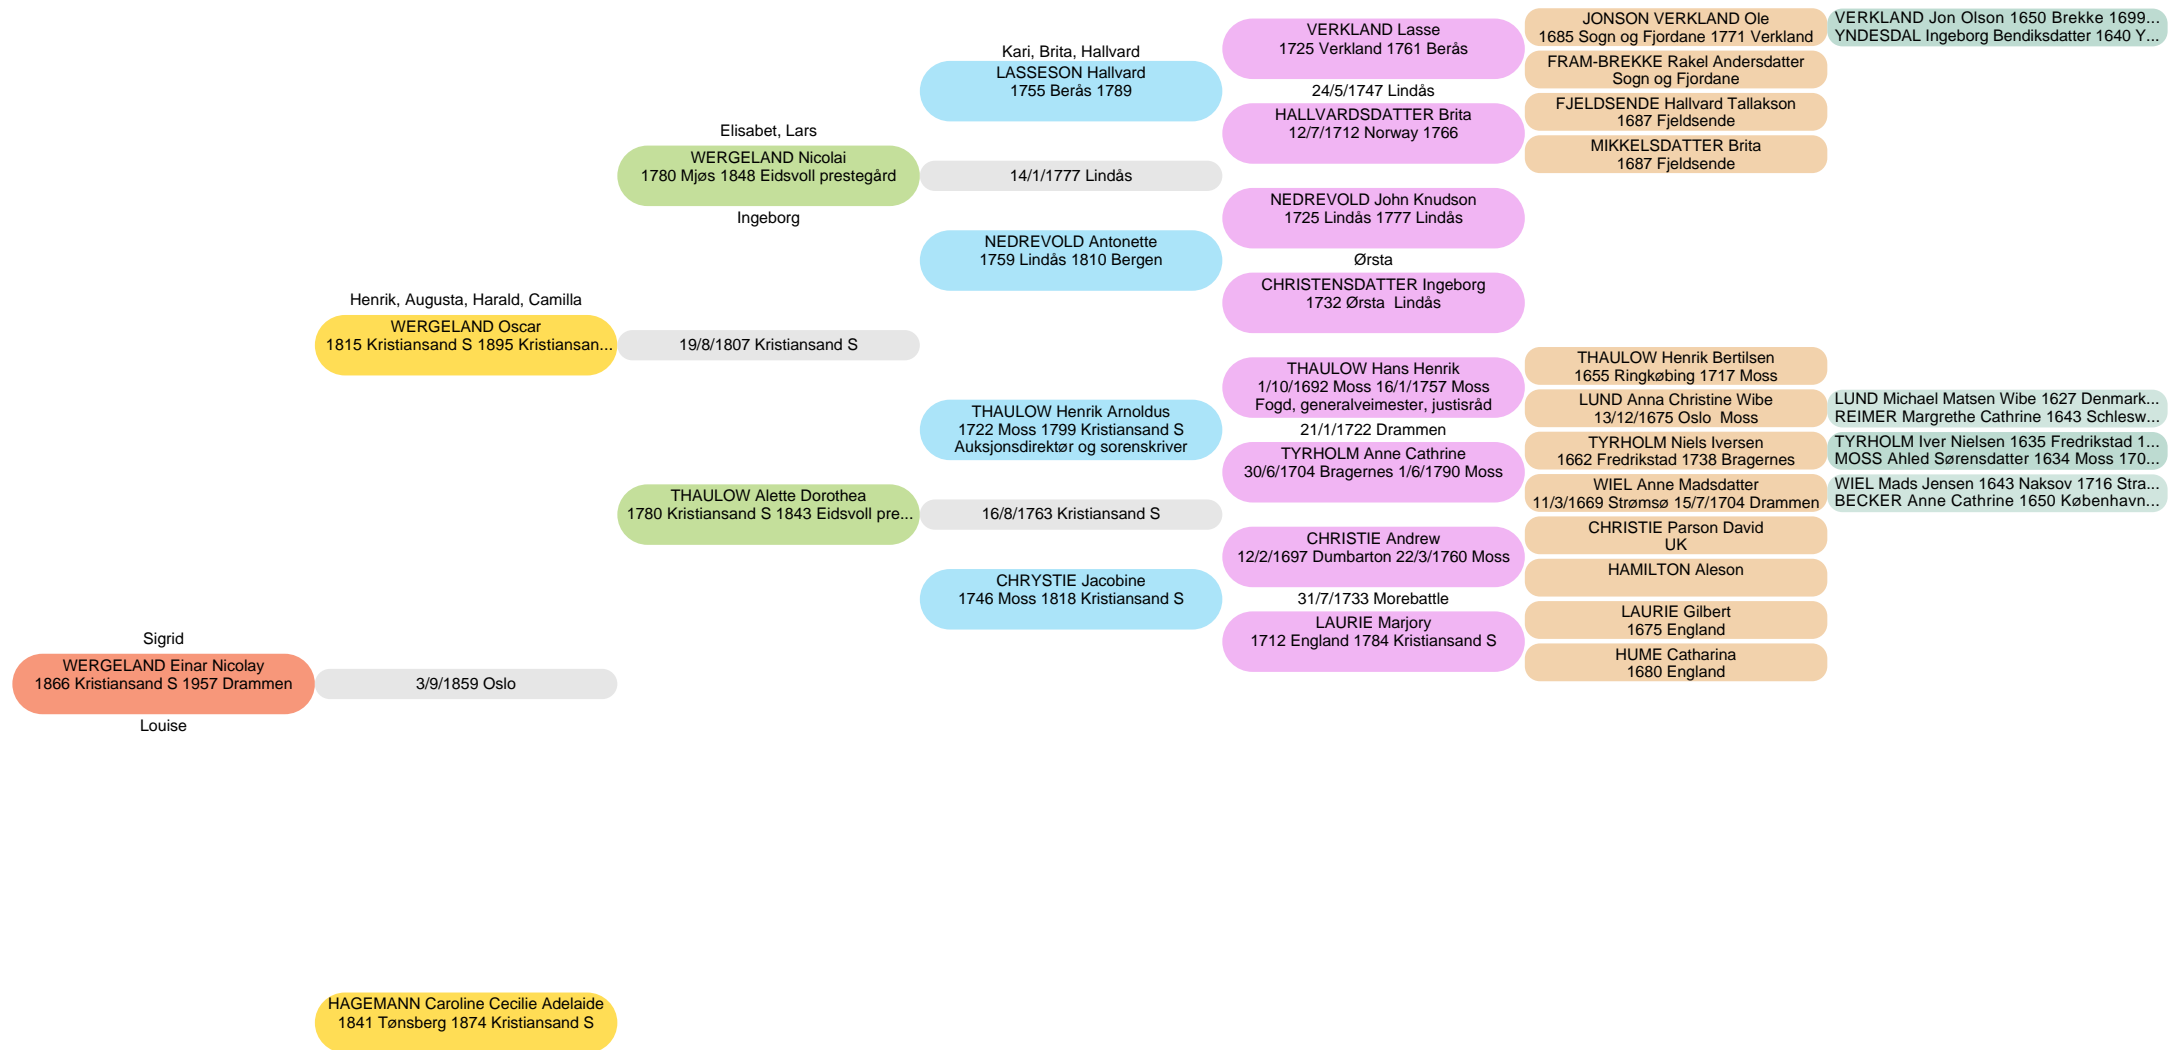 Sigrid
WERGELAND Einar Nicolay
1866 Kristiansand S 1957 Drammen
Louise
Henrik, Augusta, Harald, Camilla
WERGELAND Oscar
1815 Kristiansand S 1895 Kristiansan...
3/9/1859 Oslo
HAGEMANN Caroline Cecilie Adelaide
1841 Tønsberg 1874 Kristiansand S
Elisabet, Lars
WERGELAND Nicolai
1780 Mjøs 1848 Eidsvoll prestegård
Ingeborg
19/8/1807 Kristiansand S
THAULOW Alette Dorothea
1780 Kristiansand S 1843 Eidsvoll pre...
Kari, Brita, Hallvard
LASSESON Hallvard
1755 Berås 1789
14/1/1777 Lindås
NEDREVOLD Antonette
1759 Lindås 1810 Bergen
THAULOW Henrik Arnoldus
1722 Moss 1799 Kristiansand S
Auksjonsdirektør og sorenskriver
16/8/1763 Kristiansand S
CHRYSTIE Jacobine
1746 Moss 1818 Kristiansand S
VERKLAND Lasse
1725 Verkland 1761 Berås
24/5/1747 Lindås
HALLVARDSDATTER Brita
12/7/1712 Norway 1766
NEDREVOLD John Knudson
1725 Lindås 1777 Lindås
Ørsta
CHRISTENSDATTER Ingeborg
1732 Ørsta  Lindås
THAULOW Hans Henrik
1/10/1692 Moss 16/1/1757 Moss
Fogd, generalveimester, justisråd
21/1/1722 Drammen
TYRHOLM Anne Cathrine
30/6/1704 Bragernes 1/6/1790 Moss
CHRISTIE Andrew
12/2/1697 Dumbarton 22/3/1760 Moss
31/7/1733 Morebattle
LAURIE Marjory
1712 England 1784 Kristiansand S
JONSON VERKLAND Ole
1685 Sogn og Fjordane 1771 Verkland
FRAM-BREKKE Rakel Andersdatter
Sogn og Fjordane
FJELDSENDE Hallvard Tallakson
1687 Fjeldsende
MIKKELSDATTER Brita
1687 Fjeldsende
THAULOW Henrik Bertilsen
1655 Ringkøbing 1717 Moss
LUND Anna Christine Wibe
13/12/1675 Oslo  Moss
TYRHOLM Niels Iversen
1662 Fredrikstad 1738 Bragernes
WIEL Anne Madsdatter
11/3/1669 Strømsø 15/7/1704 Drammen
CHRISTIE Parson David
UK
HAMILTON Aleson
LAURIE Gilbert
1675 England
HUME Catharina
1680 England
VERKLAND Jon Olson 1650 Brekke 1699...
YNDESDAL Ingeborg Bendiksdatter 1640 Y...
LUND Michael Matsen Wibe 1627 Denmark...
REIMER Margrethe Cathrine 1643 Schlesw...
TYRHOLM Iver Nielsen 1635 Fredrikstad 1...
MOSS Ahled Sørensdatter 1634 Moss 170...
WIEL Mads Jensen 1643 Naksov 1716 Stra...
BECKER Anne Cathrine 1650 København...